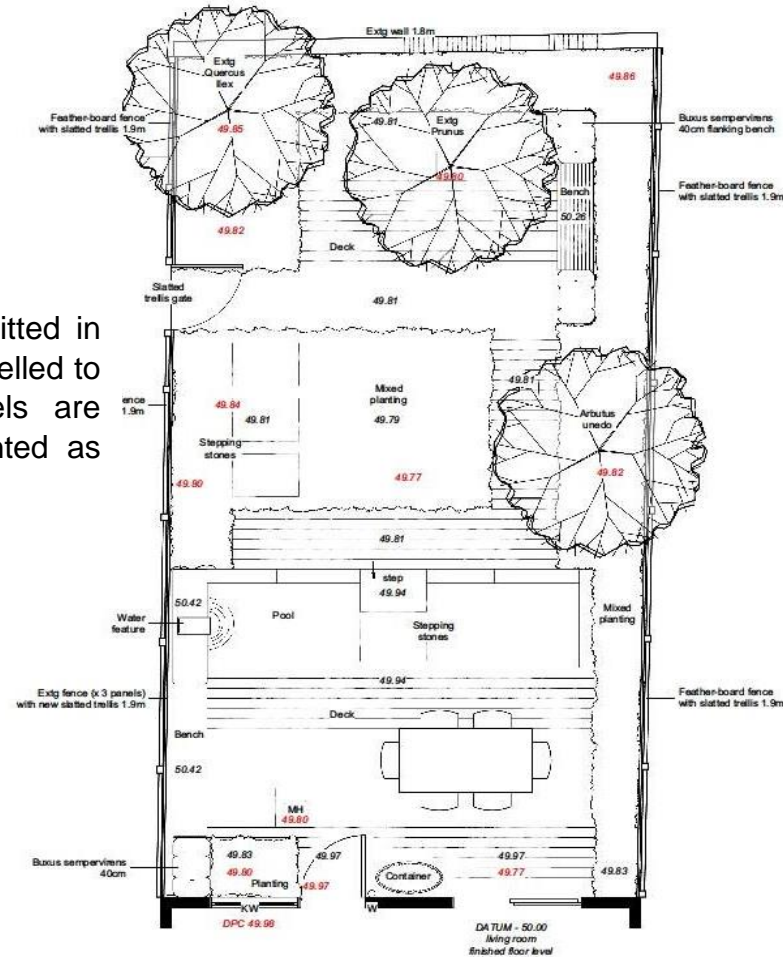 Extg wall 1.8m
Extg
Quercus
Ilex
49.86
Feather-board fence
with slatted trellis 1.9m
49.85
49.81
Extg
Prunus
Buxus sempervirens
40cm flanking bench
49.80
Bench
50.26
Feather-board fence
with slatted trellis 1.9m
49.82
Deck
Slatted
trellis gate
49.81
itted in
elled to
els are
nted as
ence
1.9m
49.84
49.81
Stepping
stones
Mixed
planting
49.79
49.81
Arbutus
unedo
49.80
49.77
49.82
49.81
step
49.94
50.42
Water
feature
Pool
Stepping
stones
Mixed
planting
49.94
Extg fence (x 3 panels)
with new slatted trellis 1.9m
Deck
Feather-board fence
with slatted trellis 1.9m
Bench
50.42
MH
49.80
Buxus sempervirens
40cm
49.83
49.80
Planting
49.97
49.97
Container
49.97
49.77
49.83
KW
W
DPC 49.98
DATUM - 50.00
living room
finished floor level